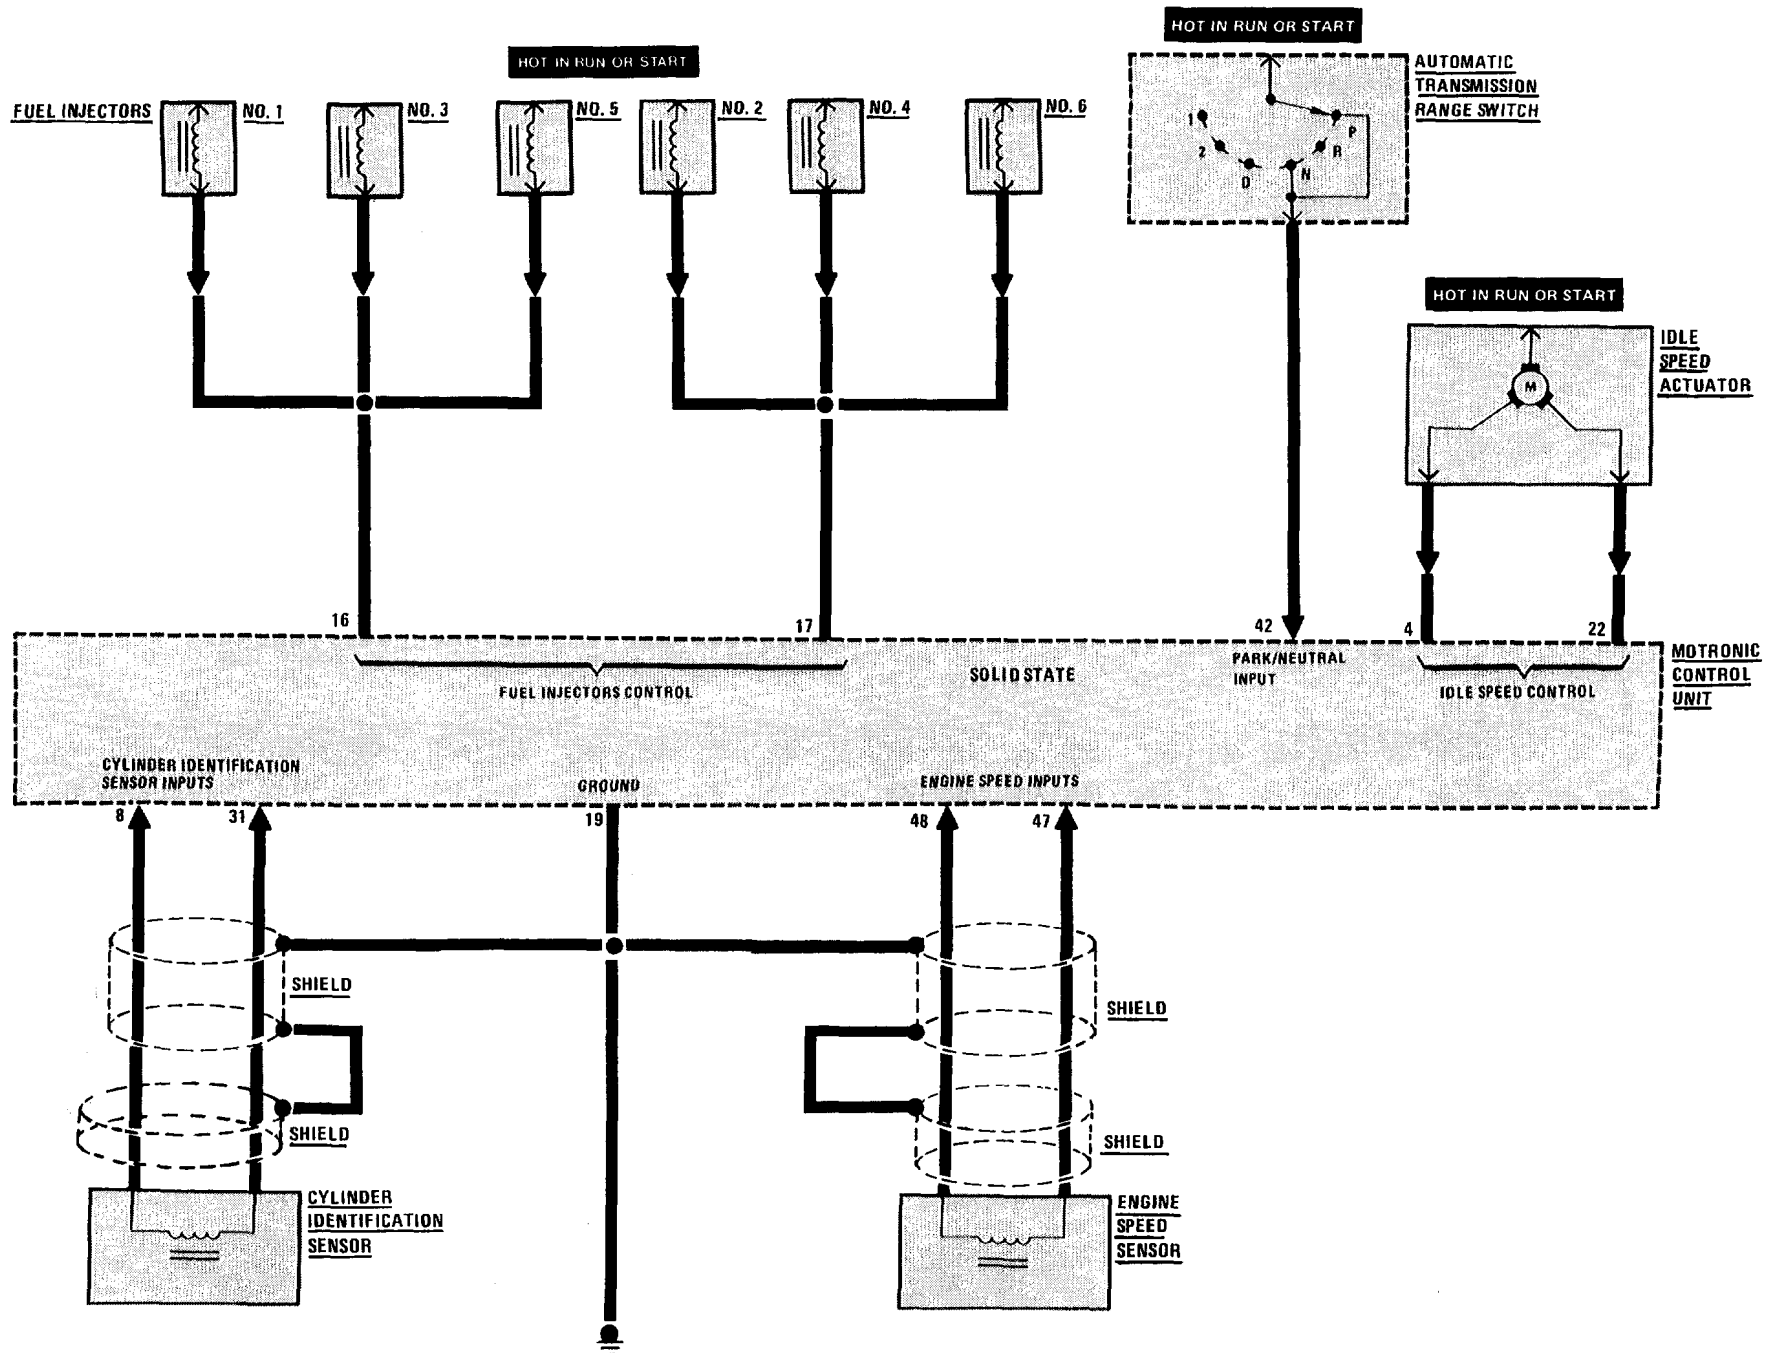 HOT IN RUN OR START
HOT IN RUN OR START
AUTOMATIC
TRANSMISSION
RANGE SWITCH
FUEL INJECTORS
NO. 1
NO. 3
NO. 5
NO. 2
NO. 4
NO. 6
1
2
D
N
R
P
HOT IN RUN OR START
IDLE
SPEED
ACTUATOR
M
16
17
42
4
22
MOTRONIC
CONTROL
UNIT
FUEL INJECTORS CONTROL
SOLID STATE
PARK/NEUTRAL
INPUT
IDLE SPEED CONTROL
CYLINDER IDENTIFICATION
SENSOR INPUTS
GROUND
ENGINE SPEED INPUTS
8
31
19
48
47
SHIELD
SHIELD
SHIELD
SHIELD
CYLINDER
IDENTIFICATION
SENSOR
ENGINE
SPEED
SENSOR